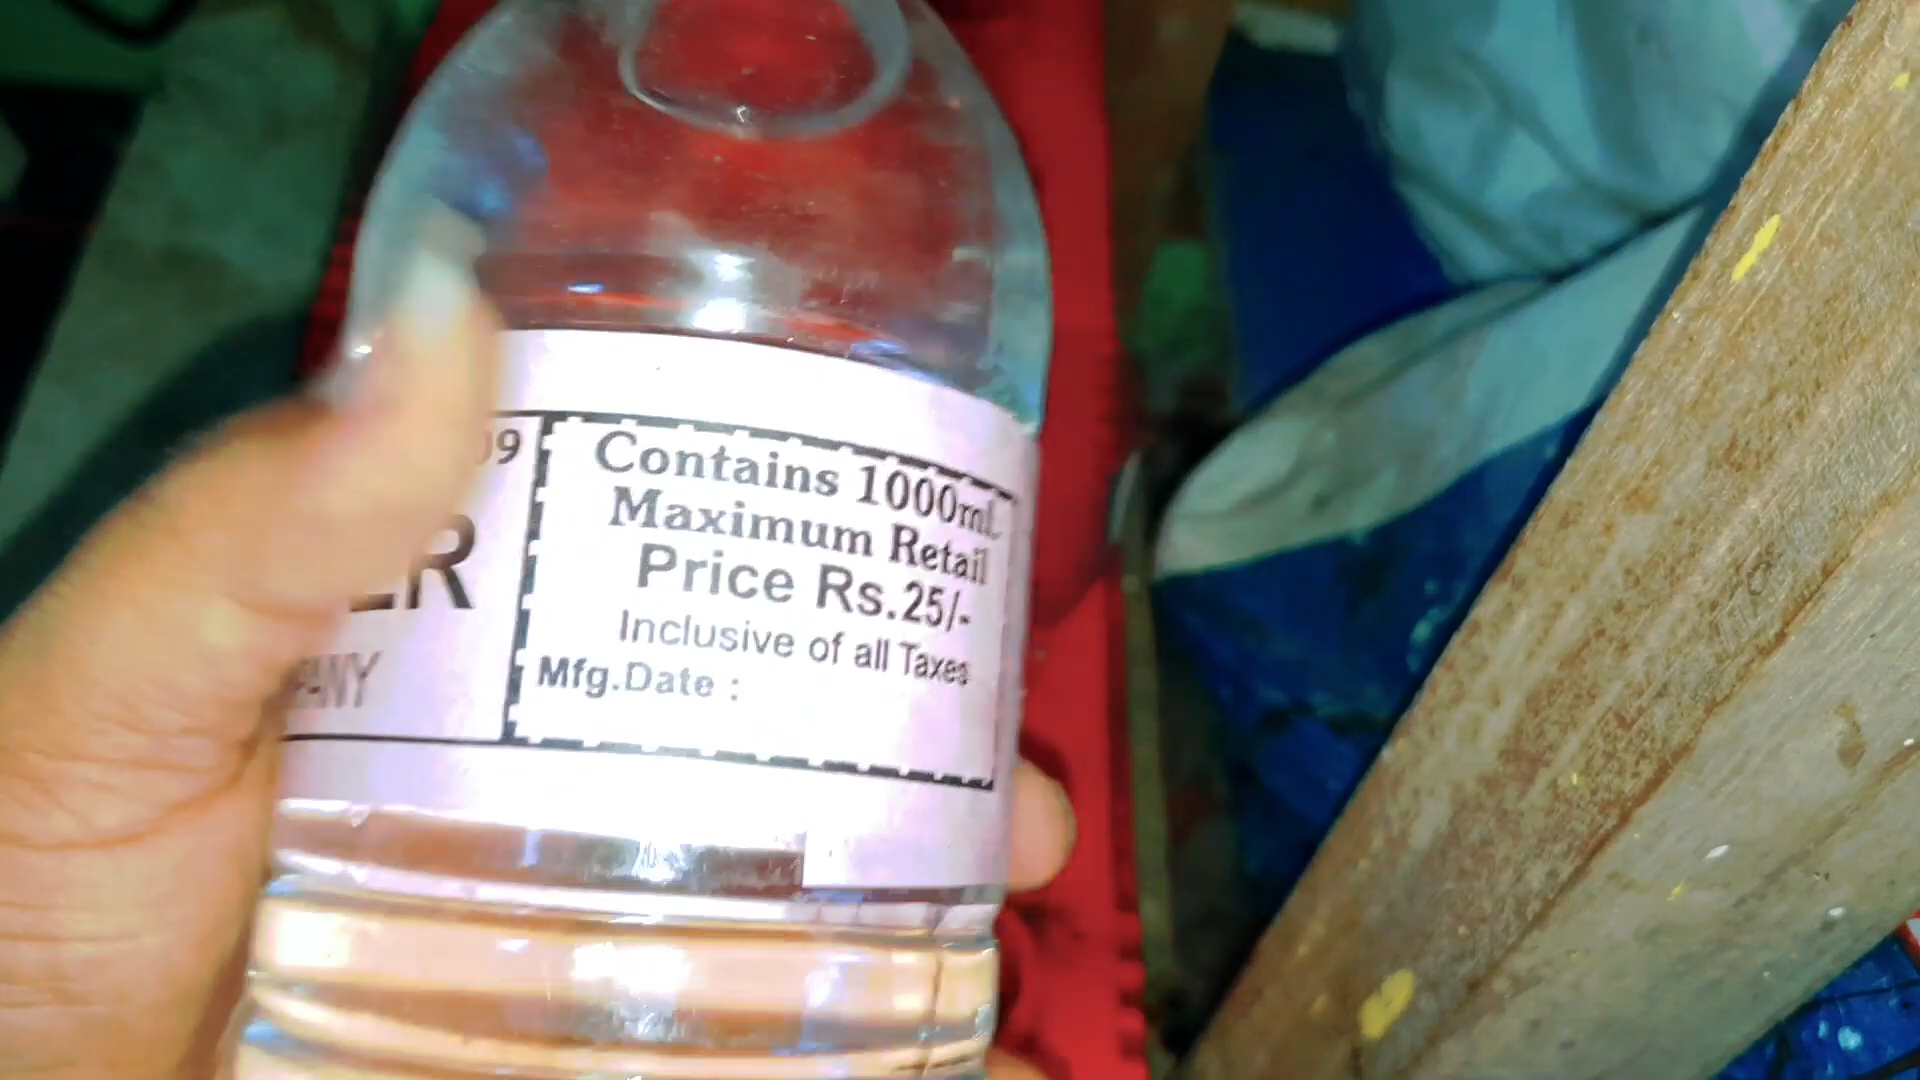 Contains 1000mL
Maximum Retail
Price Rs.25/-
Inclusive of all Taxes
Mfg.Date :